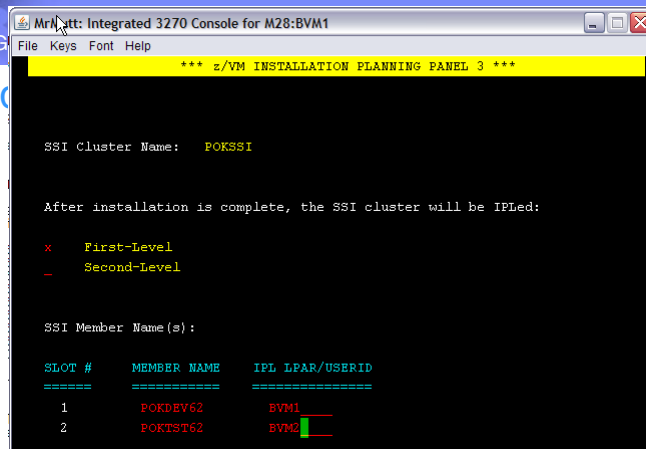 MrMatt: Integrated 3270 Console for M28:BVM1
File Keys Font Help
*** z/VM INSTALLATION PLANNING PANEL 3 ***
SSI Cluster Name: POKSSI
After installation is complete, the SSI cluster will be IPLed:
x First-Level
_ Second-Level
SSI Member Name(s):
SLOT # MEMBER NAME IPL LPAR/USERID
====== =========== ===============
1 POKDEV62 BVM1____
2 POKTST62 BVM2____